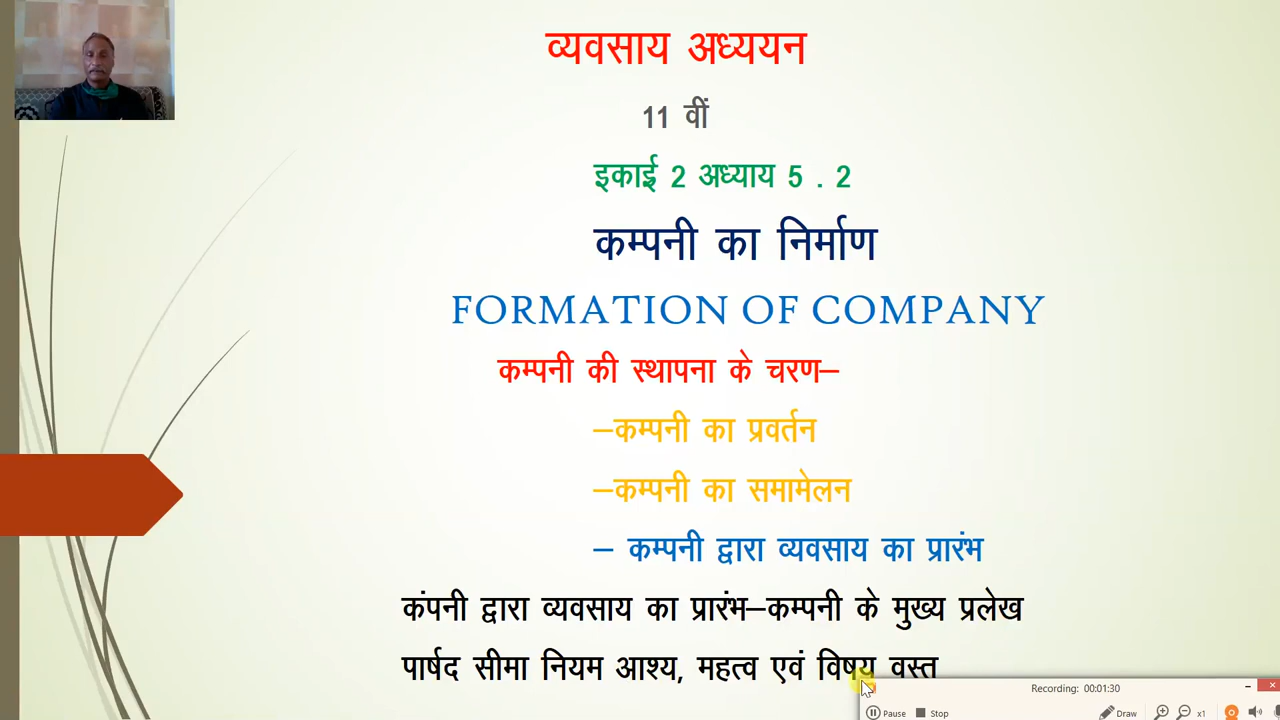 व्यवसाय अध्ययन
11 वीं
इकाई 2 अध्याय 5 . 2
कम्पनी का निर्माण
FORMATION OF COMPANY
कम्पनी की स्थापना के चरण–
–कम्पनी का प्रवर्तन
–कम्पनी का समामेलन
– कम्पनी द्वारा व्यवसाय का प्रारंभ
कंपनी द्वारा व्यवसाय का प्रारंभ–कम्पनी के मुख्य प्रलेख
पार्षद सीमा नियम आश्य, महत्व एवं विषय वस्त
Recording: 00:01:30
Pause Stop Draw x1